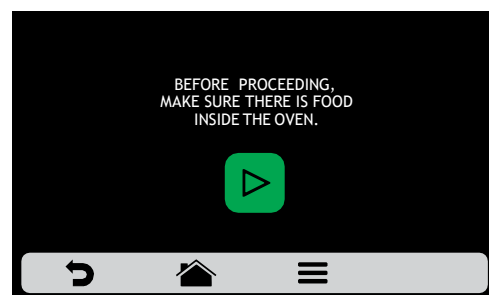 BEFORE PROCEEDING,
MAKE SURE THERE IS FOOD
INSIDE THE OVEN.